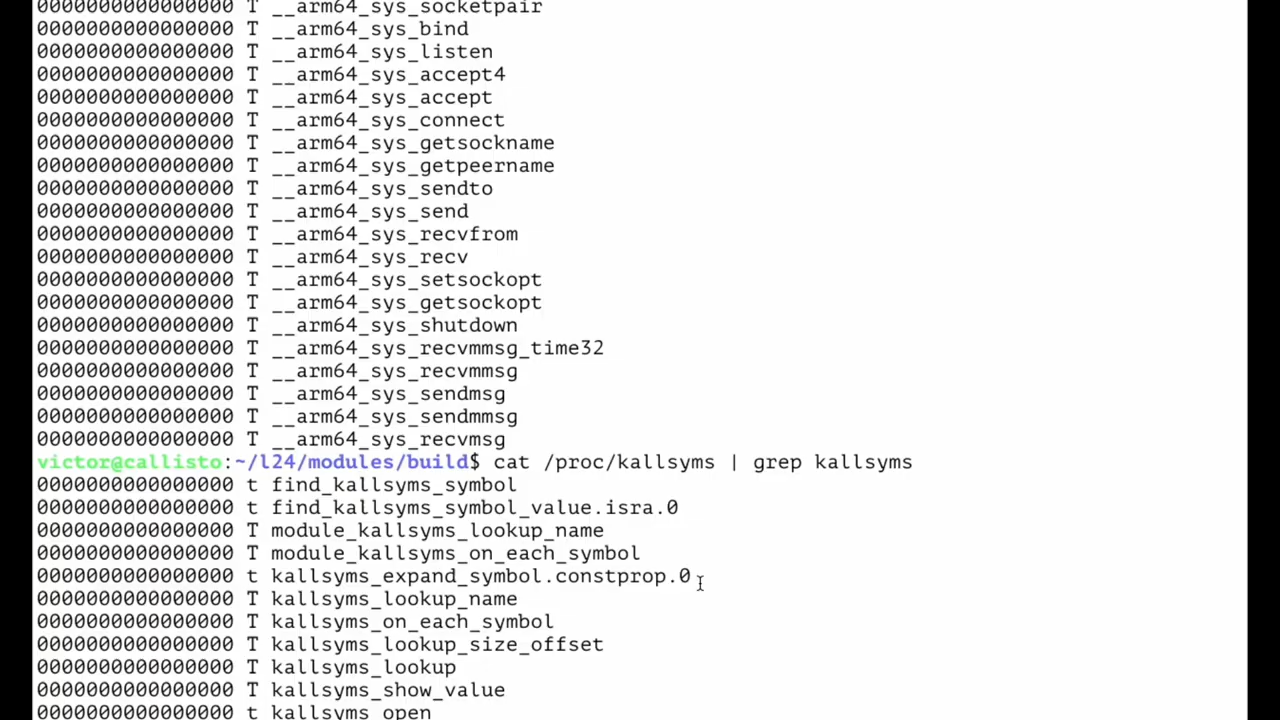 0000000000000000 T __arm64_sys_socketpair
0000000000000000 T __arm64_sys_bind
0000000000000000 T __arm64_sys_listen
0000000000000000 T __arm64_sys_accept4
0000000000000000 T __arm64_sys_accept
0000000000000000 T __arm64_sys_connect
0000000000000000 T __arm64_sys_getsockname
0000000000000000 T __arm64_sys_getpeername
0000000000000000 T __arm64_sys_sendto
0000000000000000 T __arm64_sys_send
0000000000000000 T __arm64_sys_recvfrom
0000000000000000 T __arm64_sys_recv
0000000000000000 T __arm64_sys_setsockopt
0000000000000000 T __arm64_sys_getsockopt
0000000000000000 T __arm64_sys_shutdown
0000000000000000 T __arm64_sys_recvmmsg_time32
0000000000000000 T __arm64_sys_recvmmsg
0000000000000000 T __arm64_sys_sendmsg
0000000000000000 T __arm64_sys_sendmmsg
0000000000000000 T __arm64_sys_recvmsg
victor@callisto:~/l24/modules/build$ cat /proc/kallsyms | grep kallsyms
0000000000000000 t find_kallsyms_symbol
0000000000000000 t find_kallsyms_symbol_value.isra.0
0000000000000000 T module_kallsyms_lookup_name
0000000000000000 T module_kallsyms_on_each_symbol
0000000000000000 t kallsyms_expand_symbol.constprop.0
0000000000000000 T kallsyms_lookup_name
0000000000000000 T kallsyms_on_each_symbol
0000000000000000 T kallsyms_lookup_size_offset
0000000000000000 T kallsyms_lookup
0000000000000000 T kallsyms_show_value
0000000000000000 t kallsyms_open